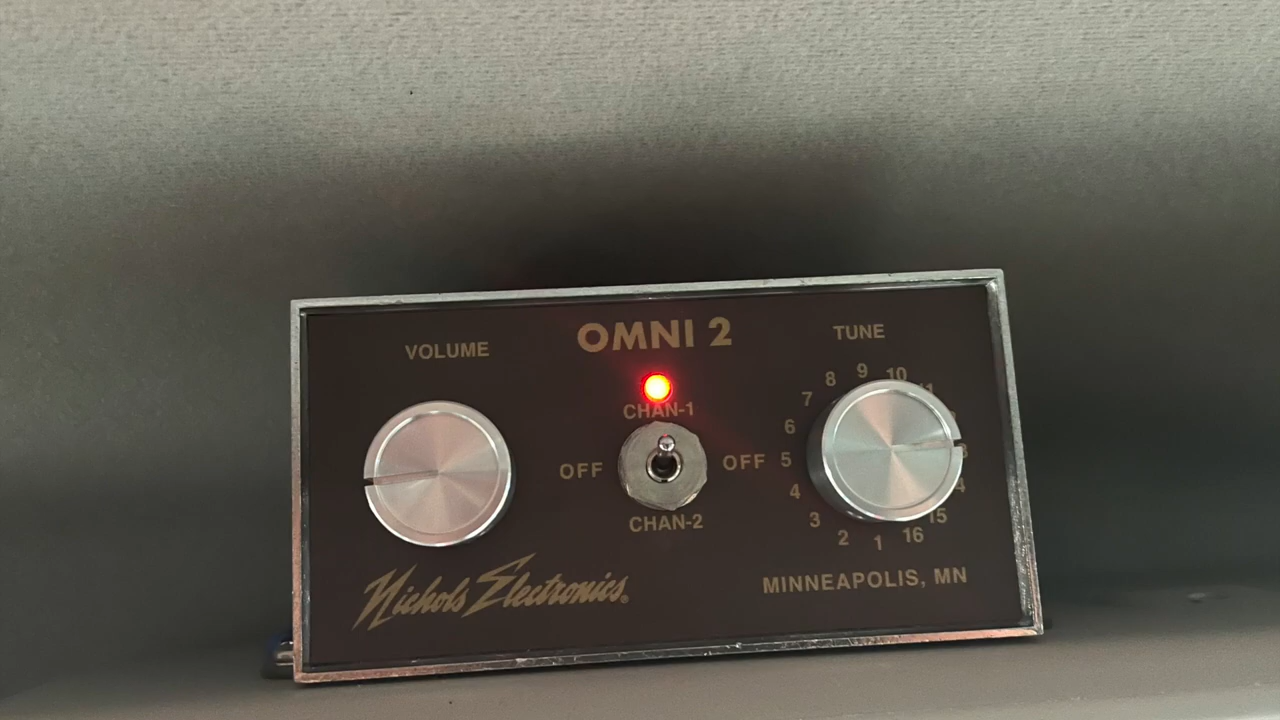 OMNI 2
VOLUME
TUNE
CHAN-1
OFF
OFF
CHAN-2
1
2
3
4
5
6
7
8
9
10
15
16
Nichols Electronics®
MINNEAPOLIS, MN